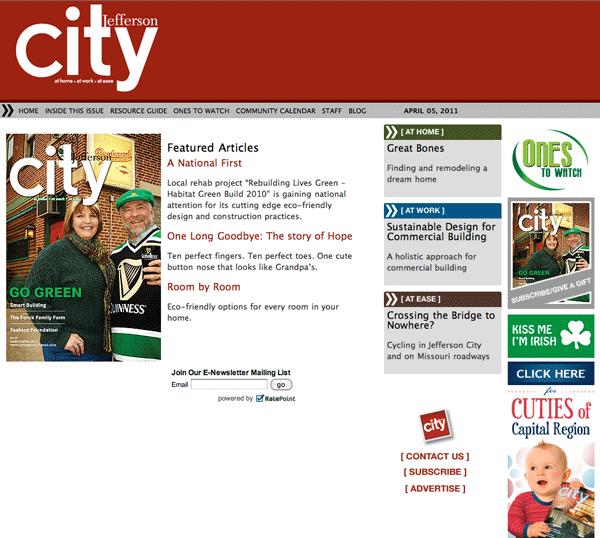 Jefferson
city
at home • at work • at ease
HOME INSIDE THIS ISSUE RESOURCE GUIDE ONES TO WATCH COMMUNITY CALENDAR STAFF BLOG APRIL 05, 2011
city
Jefferson
at home • at work • at ease
GO GREEN
Smart Building
The Forck Family Farm
Fashion Foundation
GUINNESS
Featured Articles
A National First
Local rehab project "Rebuilding Lives Green -
Habitat Green Build 2010" is gaining national
attention for its cutting edge eco-friendly
design and construction practices.
One Long Goodbye: The story of Hope
Ten perfect fingers. Ten perfect toes. One cute
button nose that looks like Grandpa's.
Room by Room
Eco-friendly options for every room in your
home.
Join Our E-Newsletter Mailing List
Email go
powered by RatePoint
[ AT HOME ]
Great Bones
Finding and remodeling a
dream home
[ AT WORK ]
Sustainable Design for
Commercial Building
A holistic approach for
commercial building
[ AT EASE ]
Crossing the Bridge to
Nowhere?
Cycling in Jefferson City
and on Missouri roadways
city
[ CONTACT US ]
[ SUBSCRIBE ]
[ ADVERTISE ]
ONES
TO WATCH
city
GO GREEN
SUBSCRIBE/GIVE A GIFT
KISS ME
I'M IRISH
CLICK HERE
for
CUTIES of
Capital Region
city